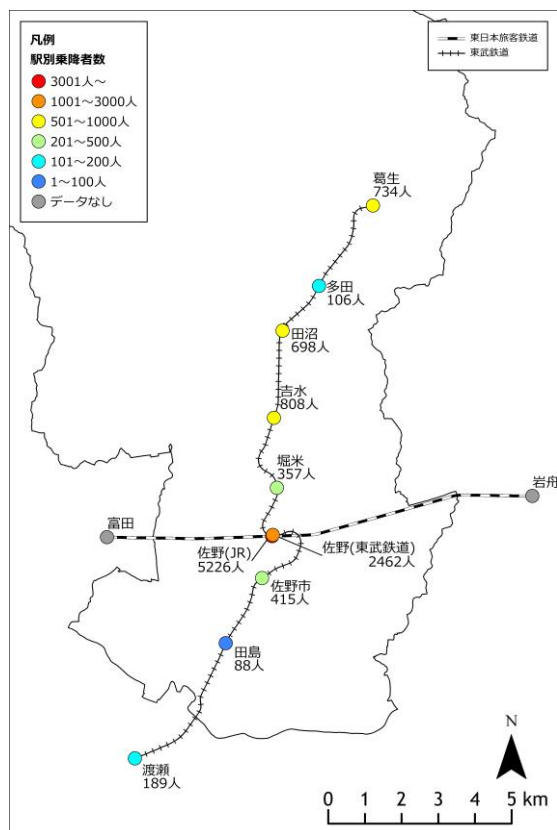 凡例
駅別乗降者数
3001人～
1001～3000人
501～1000人
201～500人
101～200人
1～100人
データなし
東日本旅客鉄道
東武鉄道
葛生
734人
多田
106人
田沼
698人
吉水
808人
堀米
357人
岩舟
富田
佐野(JR)
5226人
佐野(東武鉄道)
2462人
佐野市
415人
田島
88人
渡瀬
189人
N
0 1 2 3 4 5 km